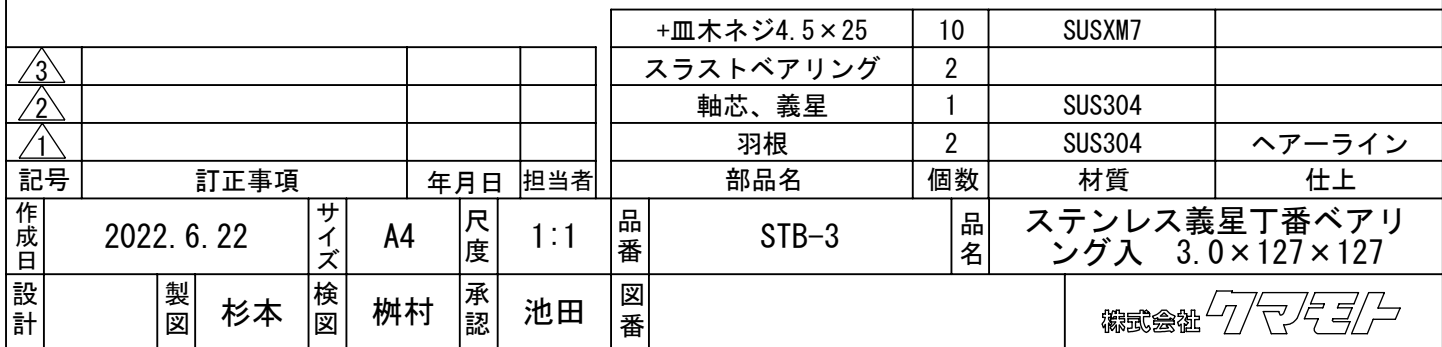 +皿木ネジ4.5×25 10 SUSXM7
3 スラストベアリング 2
2 軸芯、義星 1 SUS304
1 羽根 2 SUS304 ヘアーライン
記号 訂正事項 年月日 担当者 部品名 個数 材質 仕上
作成日 2022.6.22 サイズ A4 尺度 1:1 品番 STB-3 品名 ステンレス義星丁番ベアリ
ング入 3.0×127×127
設計 製図 杉本 検図 桝村 承認 池田 図番 株式会社クマモト